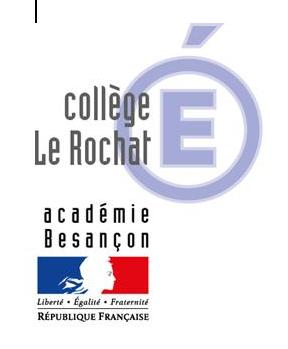 collège
Le Rochat
É
académie
Besançon
Liberté • Égalité • Fraternité
RÉPUBLIQUE FRANÇAISE